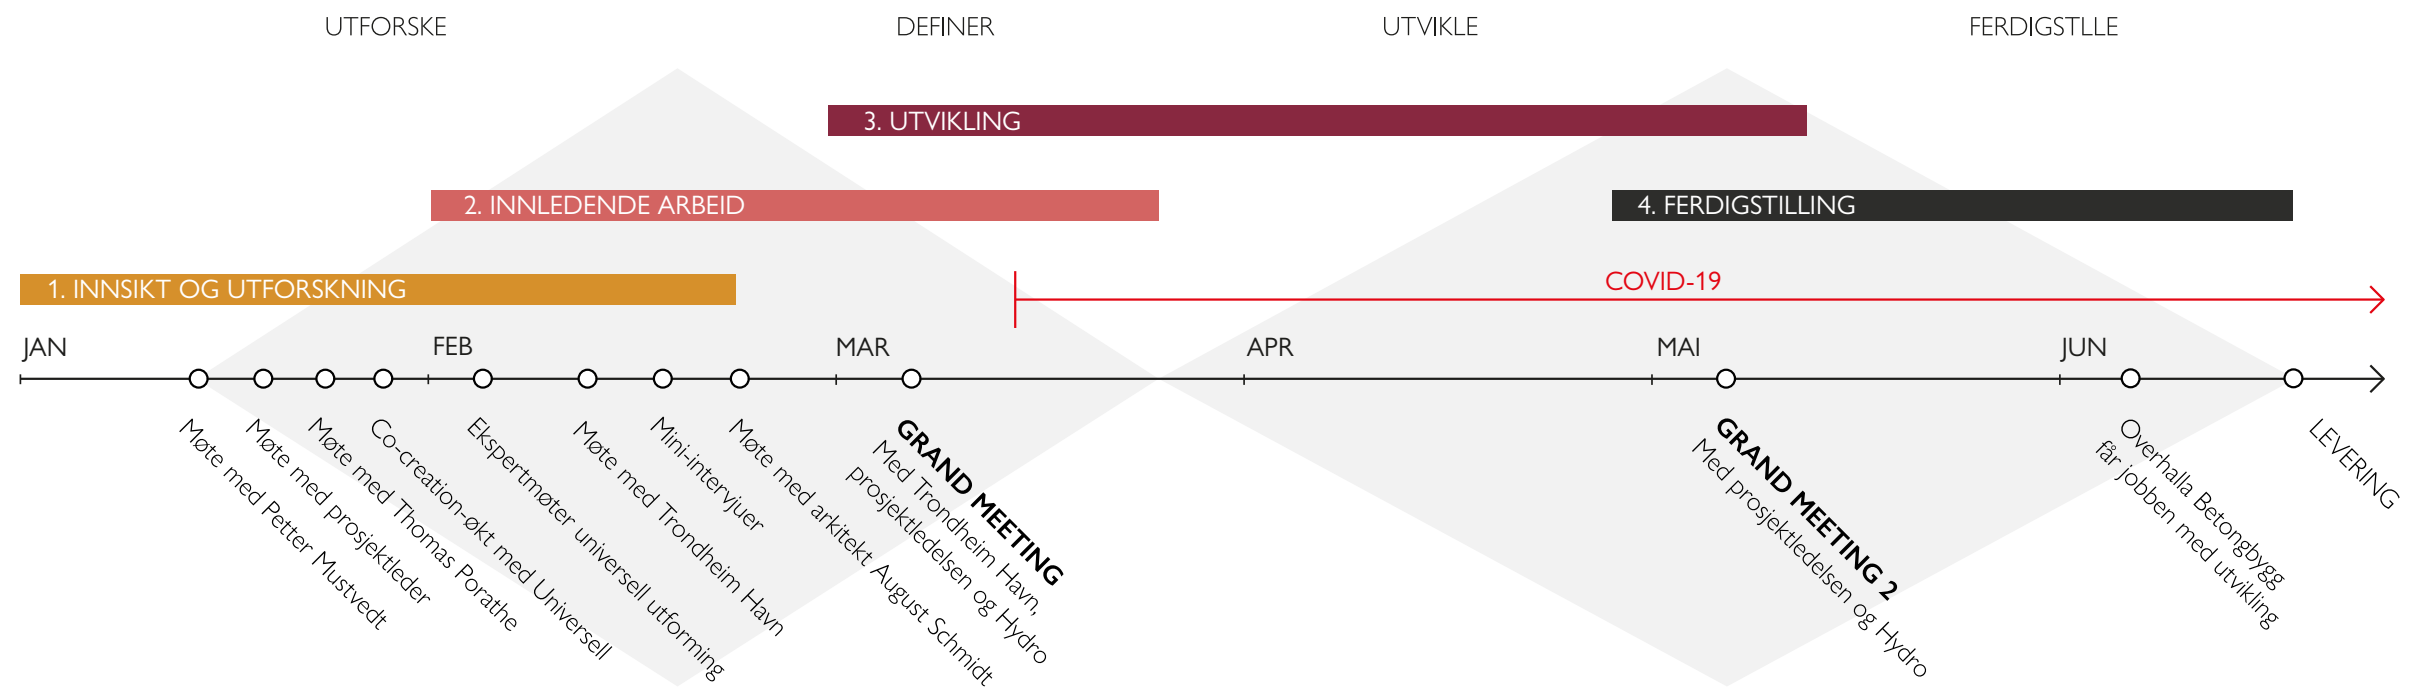 UTFORSKE
DEFINER
UTVIKLE
FERDIGSTLLE
3. UTVIKLING
2. INNLEDENDE ARBEID
4. FERDIGSTILLING
1. INNSIKT OG UTFORSKNING
COVID-19
JAN
FEB
MAR
APR
MAI
JUN
Møte med Petter Mustvedt
Møte med prosjektleder
Møte med Thomas Porathe
Co-creation-økt med Universell
Ekspertmøter universell utforming
Møte med Trondheim Havn
Mini-intervjuer
Møte med arkitekt August Schmidt
GRAND MEETING
Med Trondheim Havn,
prosjektledelsen og Hydro
GRAND MEETING 2
Med prosjektledelsen og Hydro
Overhalla Betongbygg
får jobben med utvikling
LEVERING